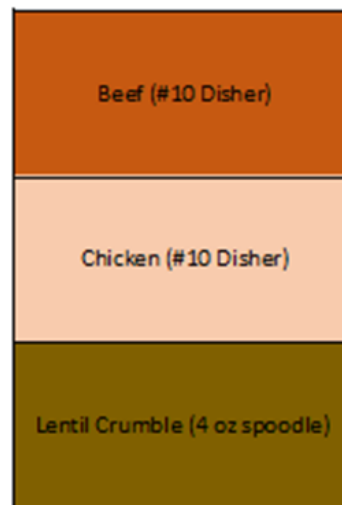 Beef (#10 Disher)
Chicken (#10 Disher)
Lentil Crumble (4 oz spoodle)